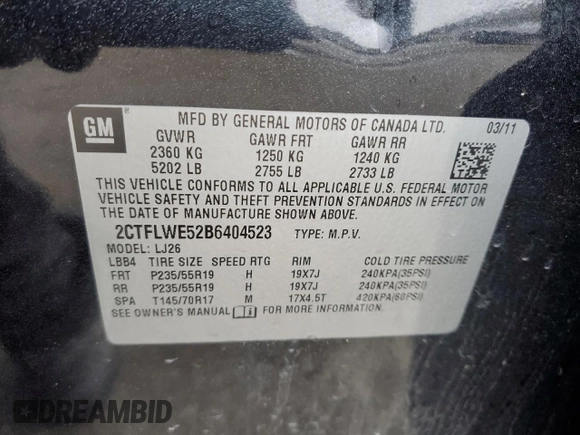 GM
MFD BY GENERAL MOTORS OF CANADA LTD. 03/11
GVWR GAWR FRT GAWR RR
2360 KG 1250 KG 1240 KG
5202 LB 2755 LB 2733 LB
THIS VEHICLE CONFORMS TO ALL APPLICABLE U.S. FEDERAL MOTOR
VEHICLE SAFETY AND THEFT PREVENTION STANDARDS IN EFFECT ON THE
DATE OF MANUFACTURE SHOWN ABOVE.
2CTFLWE52B6404523 TYPE: M.P.V.
MODEL: LJ26
LBB4 TIRE SIZE SPEED RTG RIM COLD TIRE PRESSURE
FRT P235/55R19 H 19X7J 240KPA(35PSI)
RR P235/55R19 H 19X7J 240KPA(35PSI)
SPA T145/70R17 M 17X4.5T 420KPA(60PSI)
SEE OWNER'S MANUAL FOR MORE INFORMATION.
DREAMBID